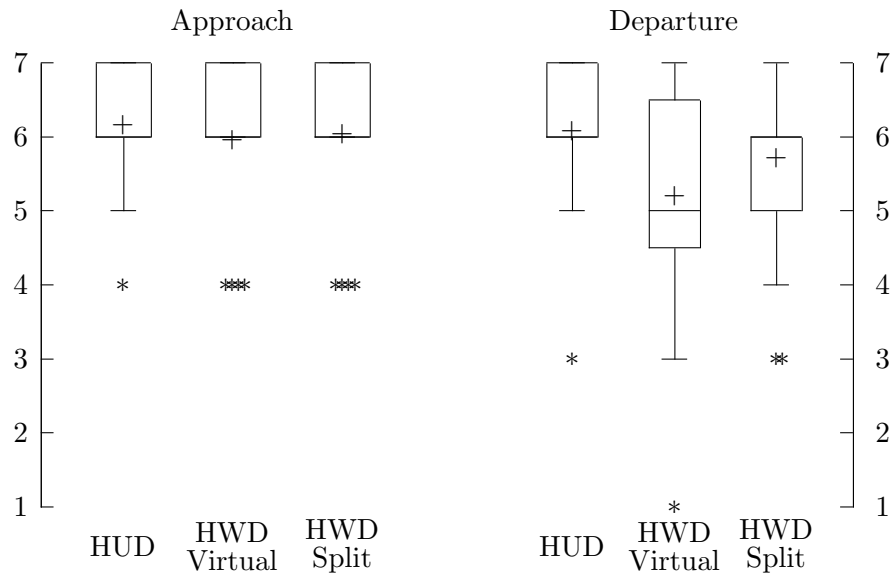 Approach
Departure
7
6
5
4
3
2
1
7
6
5
4
3
2
1
HUD
HWD
Virtual
HWD
Split
HUD
HWD
Virtual
HWD
Split